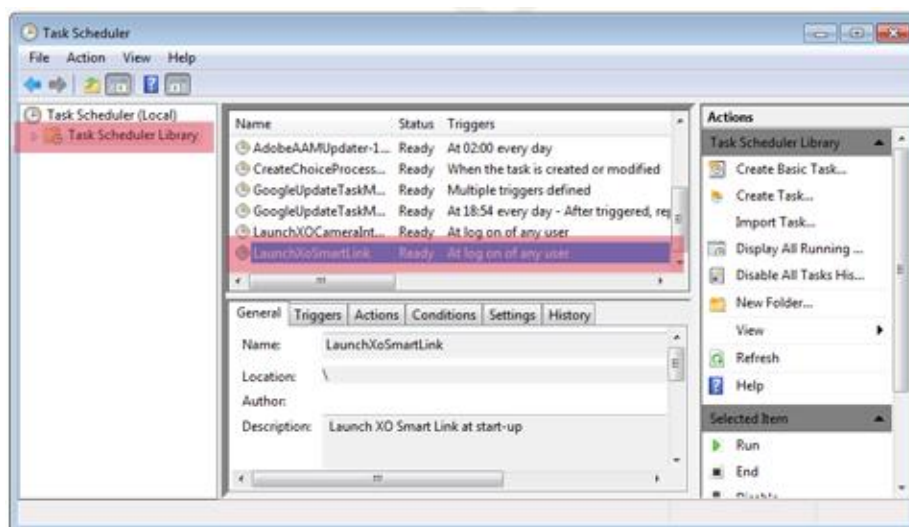 Task Scheduler
File Action View Help
Task Scheduler (Local)
Task Scheduler Library
Name Status Triggers
AdobeAAMUpdater-1... Ready At 02:00 every day
CreateChoiceProcess... Ready When the task is created or modified
GoogleUpdateTaskM... Ready Multiple triggers defined
GoogleUpdateTaskM... Ready At 18:54 every day - After triggered, rep
LaunchXOCameraInt... Ready At log on of any user
LaunchXoSmartLink Ready At log on of any user
General Triggers Actions Conditions Settings History
Name: LaunchXoSmartLink
Location: \
Author:
Description: Launch XO Smart Link at start-up
Actions
Task Scheduler Library
Create Basic Task...
Create Task...
Import Task...
Display All Running ...
Disable All Tasks His...
New Folder...
View
Refresh
Help
Selected Item
Run
End